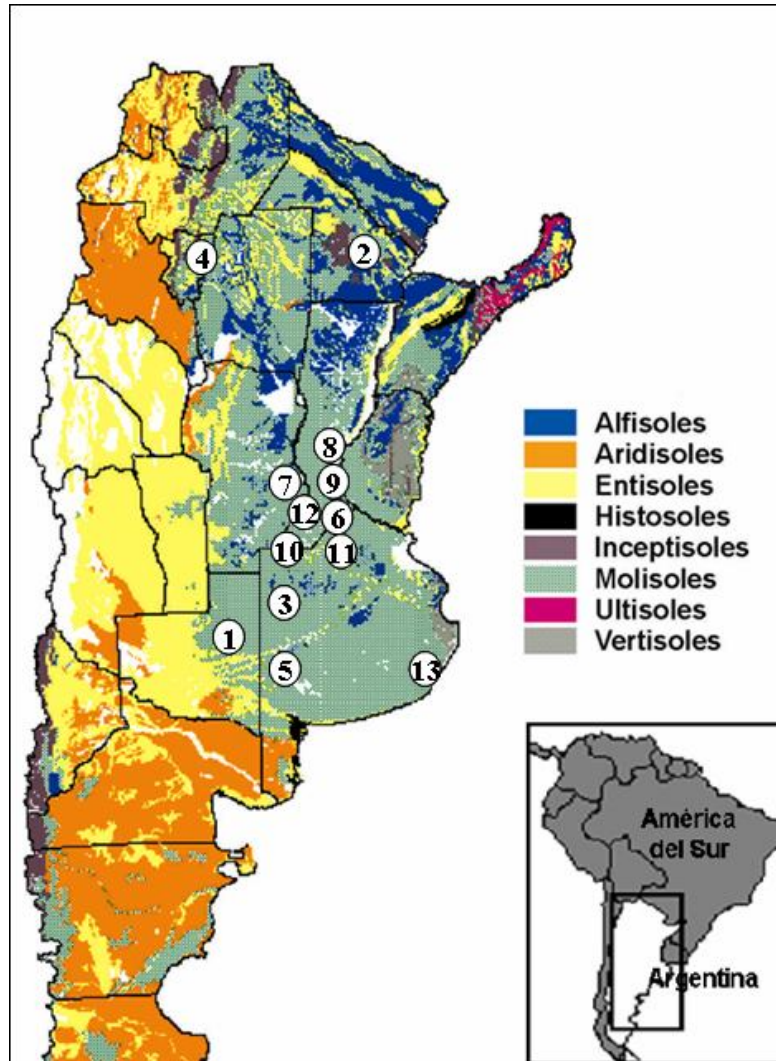 4
2
8
7
9
12
6
10
11
3
1
5
13
Alfisoles
Aridisoles
Entisoles
Histosoles
Inceptisoles
Molisoles
Ultisoles
Vertisoles
América
del Sur
Argentina